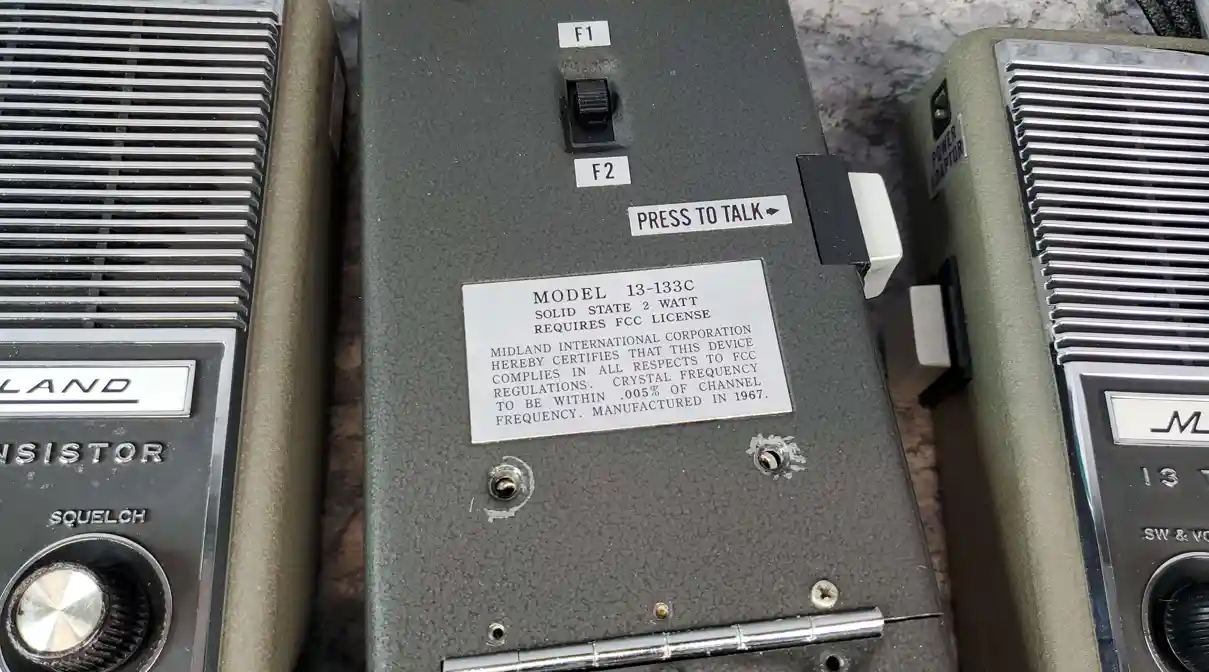 F1
F2
PRESS TO TALK
POWER
MODEL 13-133C
SOLID STATE 2 WATT
REQUIRES FCC LICENSE
MIDLAND INTERNATIONAL CORPORATION
HEREBY CERTIFIES THAT THIS DEVICE
COMPLIES IN ALL RESPECTS TO FCC
REGULATIONS. CRYSTAL FREQUENCY
TO BE WITHIN .005% OF CHANNEL
FREQUENCY. MANUFACTURED IN 1967.
LAND
NSISTOR
SQUELCH
M
13
SW & VO